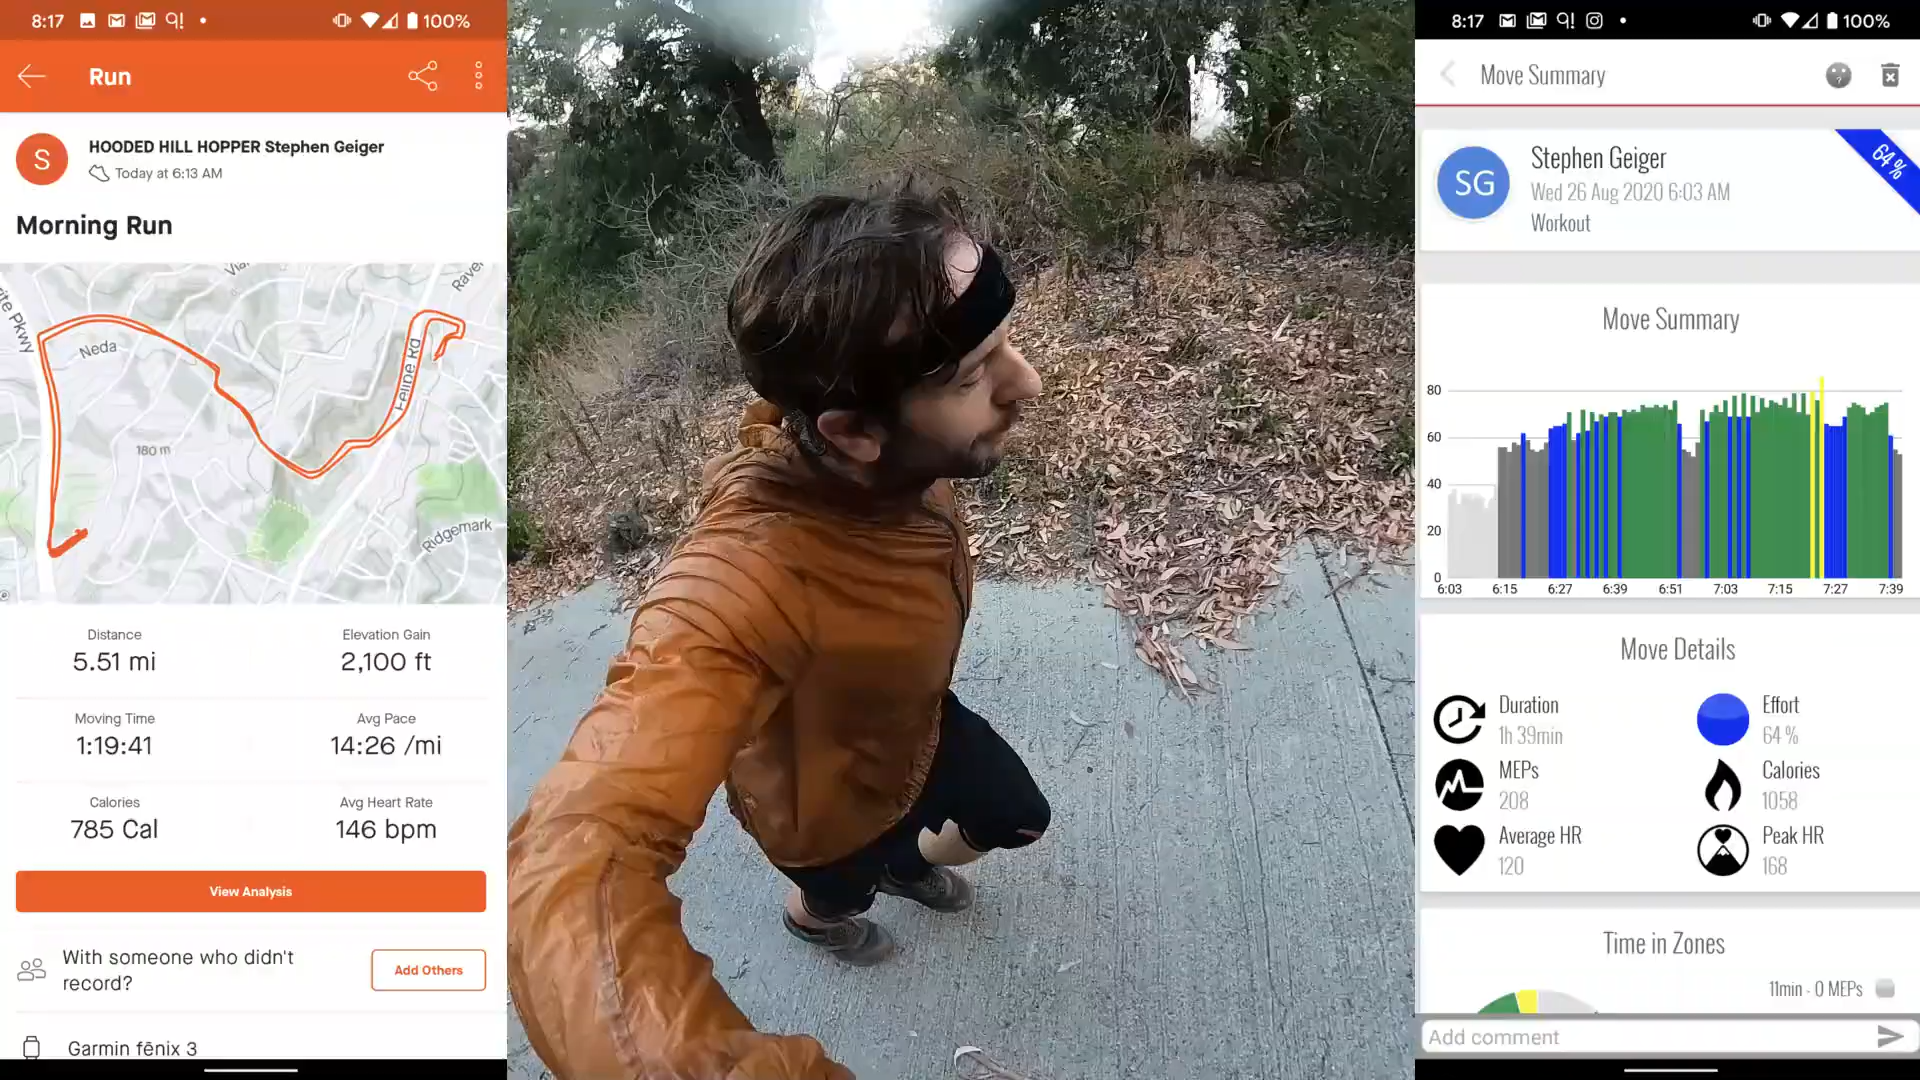 8:17
100%
Run
S
HOODED HILL HOPPER Stephen Geiger
Today at 6:13 AM
Morning Run
Neda
Felipe Rd
180 m
Ridgemark
Distance
5.51 mi
Elevation Gain
2,100 ft
Moving Time
1:19:41
Avg Pace
14:26 /mi
Calories
785 Cal
Avg Heart Rate
146 bpm
View Analysis
With someone who didn't
record?
Add Others
Garmin fēnix 3
8:17
100%
Move Summary
SG
Stephen Geiger
Wed 26 Aug 2020 6:03 AM
Workout
64%
Move Summary
80
60
40
20
0
6:03 6:15 6:27 6:39 6:51 7:03 7:15 7:27 7:39
Move Details
Duration
1h 39min
Effort
64 %
MEPs
208
Calories
1058
Average HR
120
Peak HR
168
Time in Zones
11min - 0 MEPs
Add comment